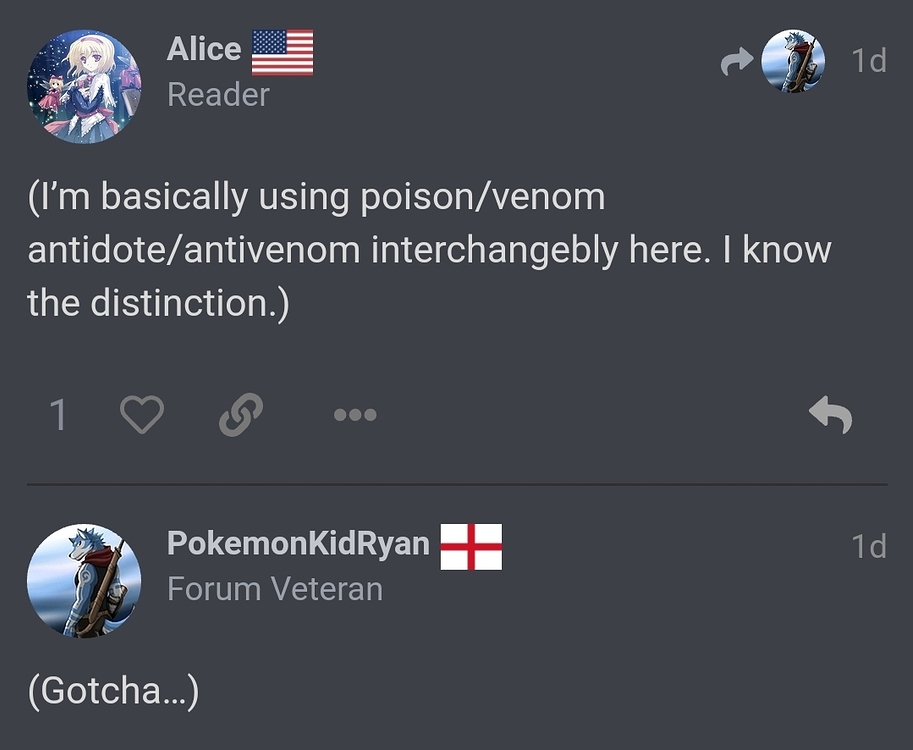 Alice
1d
Reader
(I’m basically using poison/venom
antidote/antivenom interchangebly here. I know
the distinction.)
1
PokemonKidRyan
1d
Forum Veteran
(Gotcha…)